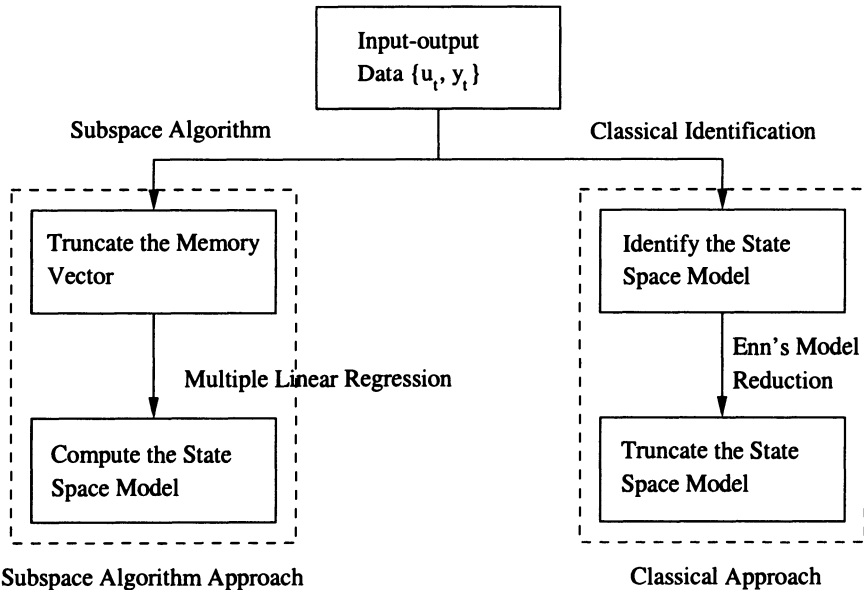 Input-output
Data {u_t, y_t}
Subspace Algorithm
Classical Identification
Truncate the Memory
Vector
Identify the State
Space Model
Multiple Linear Regression
Enn's Model
Reduction
Compute the State
Space Model
Truncate the State
Space Model
Subspace Algorithm Approach
Classical Approach